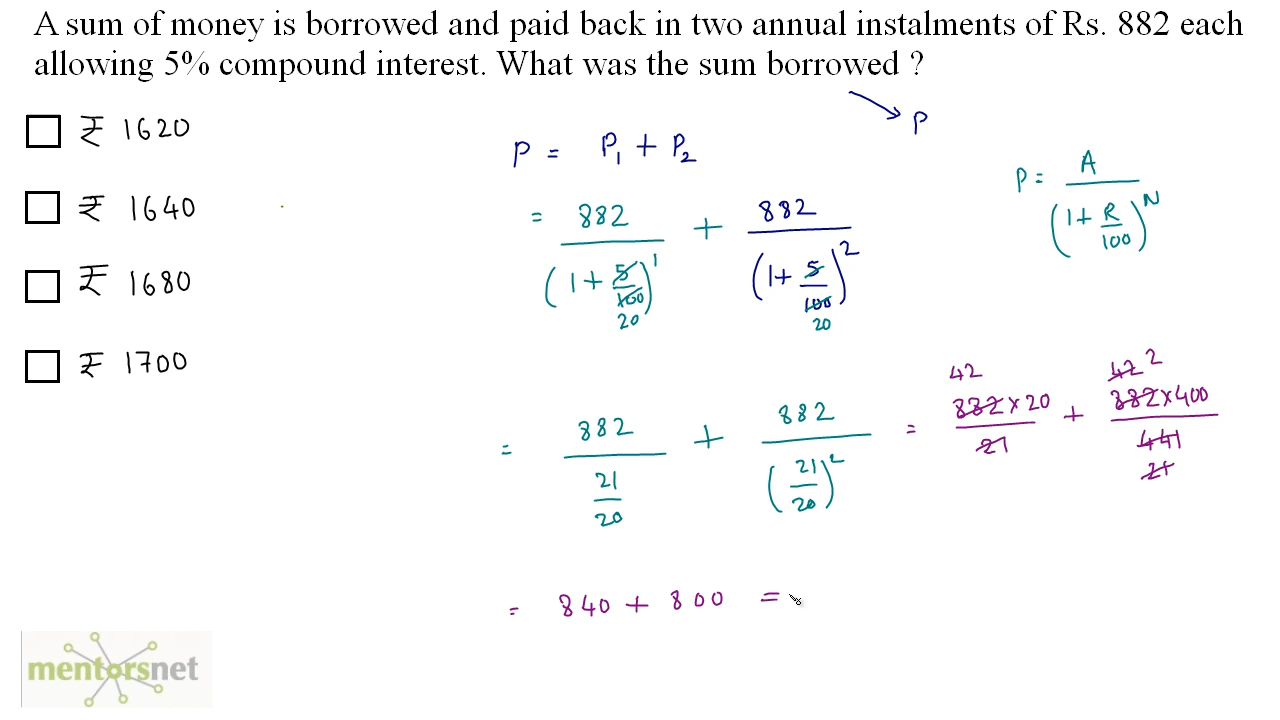 A sum of money is borrowed and paid back in two annual instalments of Rs. 882 each
allowing 5% compound interest. What was the sum borrowed ?
P
₹ 1620
₹ 1640
₹ 1680
₹ 1700
P = P₁ + P₂
= 882 / (1 + 5/100)¹ + 882 / (1 + 5/100)²
20 20
P = A / (1 + R/100)^N
= 882 / (21/20) + 882 / (21/20)² = 882 × 20 / 21 + 882 × 400 / 441
42 42 2
21
= 840 + 800 =
mentorsnet